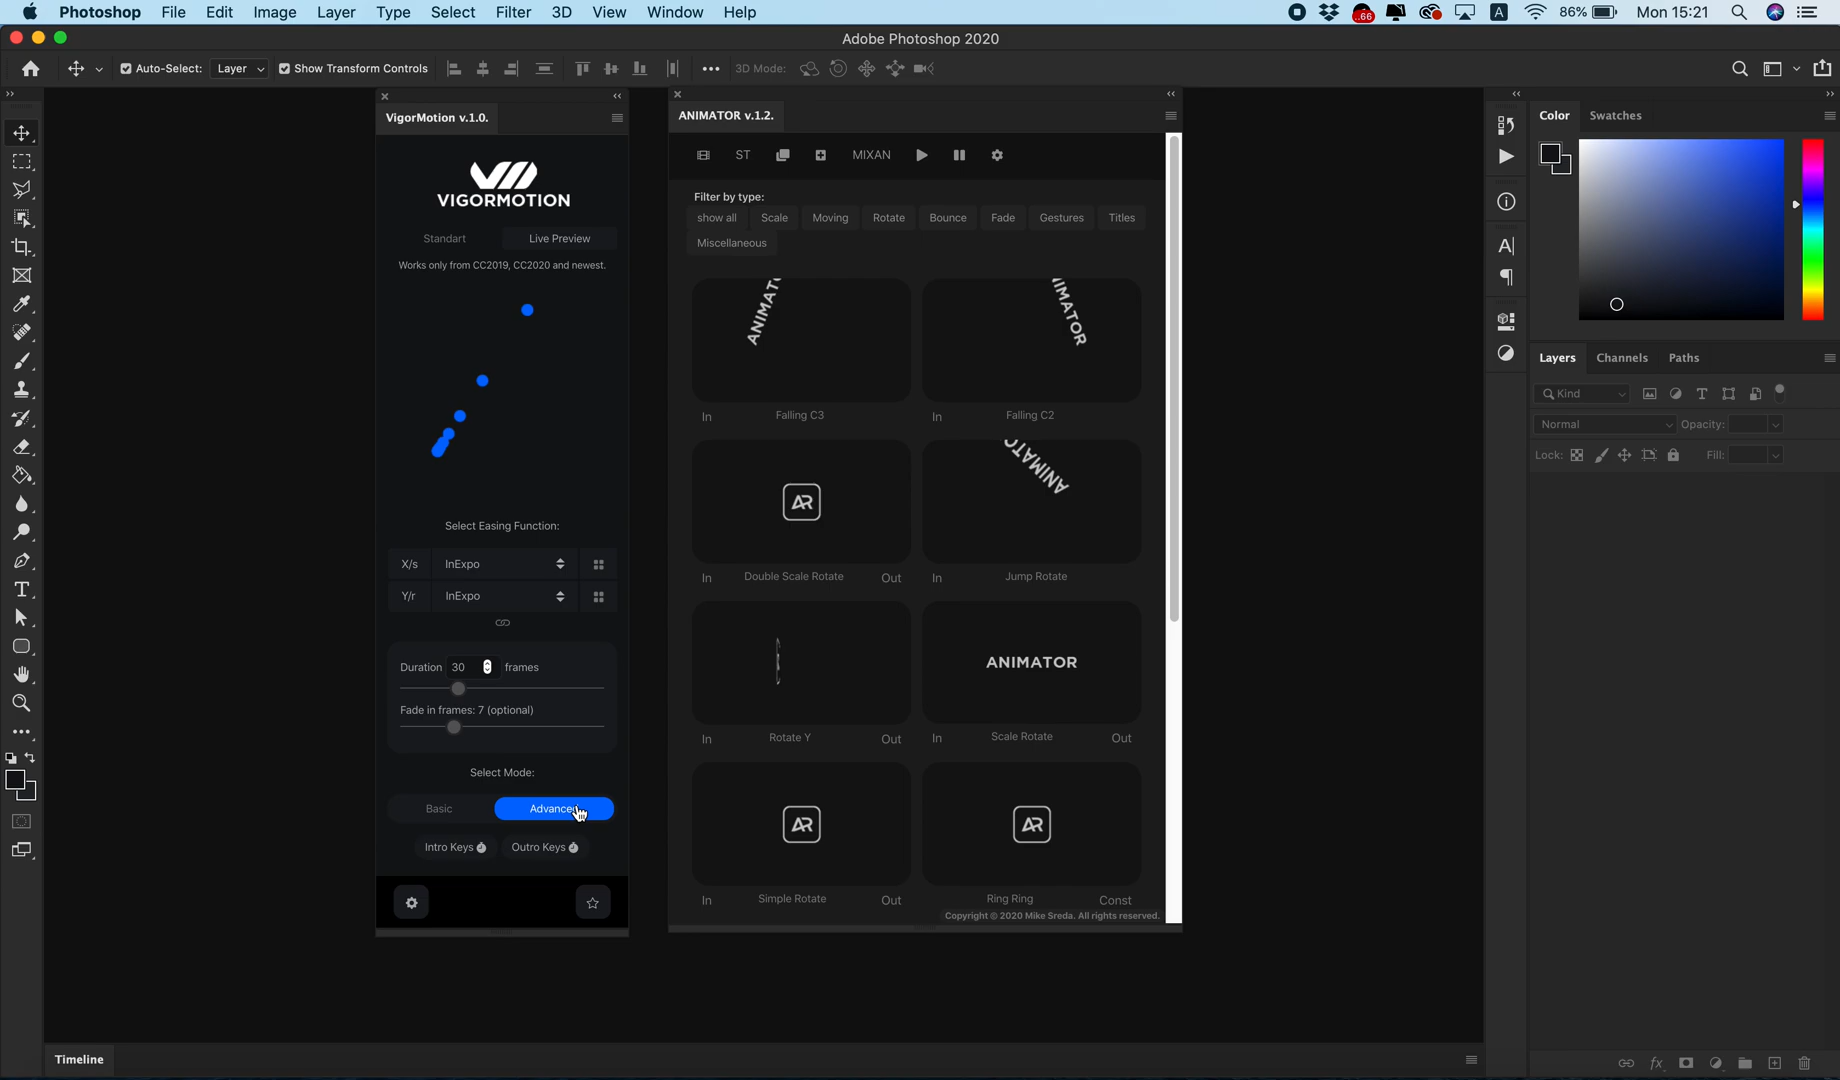 Photoshop File Edit Image Layer Type Select Filter 3D View Window Help .66 A 86% Mon 15:21
Adobe Photoshop 2020
Auto-Select: Layer Show Transform Controls 3D Mode:
VigorMotion v.1.0.
VIGORMOTION
Standart Live Preview
Works only from CC2019, CC2020 and newest.
Select Easing Function:
X/s InExpo
Y/r InExpo
Duration 30 frames
Fade in frames: 7 (optional)
Select Mode:
Basic Advanced
Intro Keys Outro Keys
ANIMATOR v.1.2.
ST MIXAN
Filter by type:
show all Scale Moving Rotate Bounce Fade Gestures Titles
Miscellaneous
ANIMATOR ANIMATOR
In Falling C3 In Falling C2
AR ANIMATOR
In Double Scale Rotate Out In Jump Rotate
ANIMATOR
In Rotate Y Out In Scale Rotate Out
AR AR
In Simple Rotate Out Ring Ring Const
Copyright © 2020 Mike Sreda. All rights reserved.
Color Swatches
Layers Channels Paths
Kind
Normal Opacity:
Lock: Fill:
Timeline